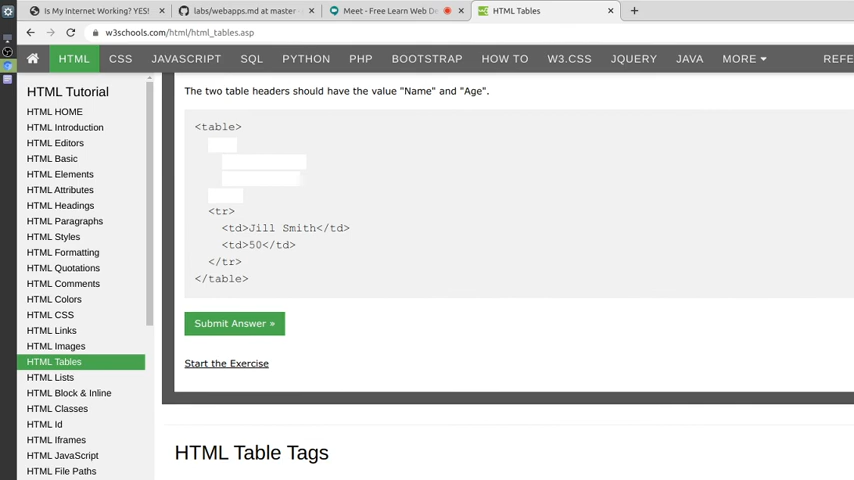 Is My Internet Working? YES!
labs/webapps.md at master
Meet - Free Learn Web De
HTML Tables
w3schools.com/html/html_tables.asp
HTML CSS JAVASCRIPT SQL PYTHON PHP BOOTSTRAP HOW TO W3.CSS JQUERY JAVA MORE REFE
HTML Tutorial
HTML HOME
HTML Introduction
HTML Editors
HTML Basic
HTML Elements
HTML Attributes
HTML Headings
HTML Paragraphs
HTML Styles
HTML Formatting
HTML Quotations
HTML Comments
HTML Colors
HTML CSS
HTML Links
HTML Images
HTML Tables
HTML Lists
HTML Block & Inline
HTML Classes
HTML Id
HTML Iframes
HTML JavaScript
HTML File Paths
The two table headers should have the value "Name" and "Age".
<table>
<tr>
<td>Jill Smith</td>
<td>50</td>
</tr>
</table>
Submit Answer »
Start the Exercise
HTML Table Tags